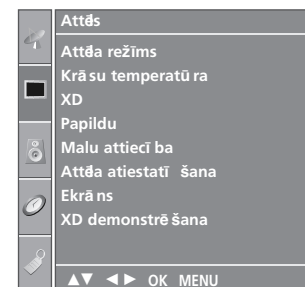 Attēls
Attēla režīms
Krāsu temperatūra
XD
Papildu
Malu attiecība
Attēla atiestatīšana
Ekrāns
XD demonstrēšana
▲▼ ◄► OK MENU